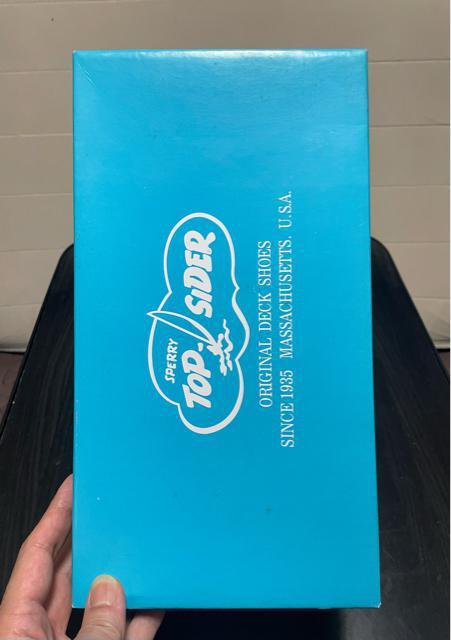 SPERRY
TOP-SIDER
ORIGINAL DECK SHOES
SINCE 1935 MASSACHUSETTS. U.S.A.